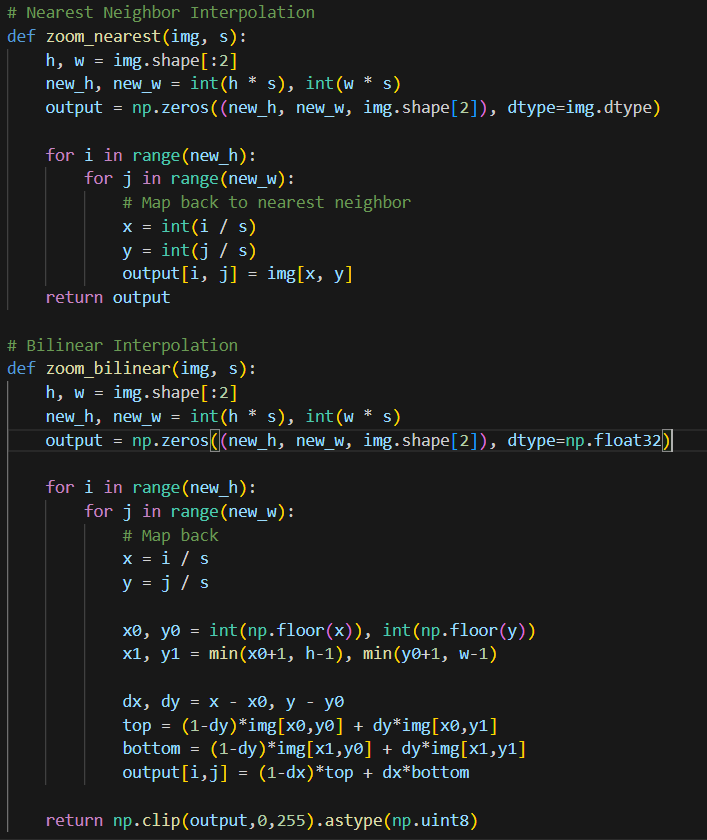 # Nearest Neighbor Interpolation
def zoom_nearest(img, s):
    h, w = img.shape[:2]
    new_h, new_w = int(h * s), int(w * s)
    output = np.zeros((new_h, new_w, img.shape[2]), dtype=img.dtype)

    for i in range(new_h):
        for j in range(new_w):
            # Map back to nearest neighbor
            x = int(i / s)
            y = int(j / s)
            output[i, j] = img[x, y]
    return output

# Bilinear Interpolation
def zoom_bilinear(img, s):
    h, w = img.shape[:2]
    new_h, new_w = int(h * s), int(w * s)
    output = np.zeros((new_h, new_w, img.shape[2]), dtype=np.float32)

    for i in range(new_h):
        for j in range(new_w):
            # Map back
            x = i / s
            y = j / s

            x0, y0 = int(np.floor(x)), int(np.floor(y))
            x1, y1 = min(x0+1, h-1), min(y0+1, w-1)

            dx, dy = x - x0, y - y0
            top = (1-dy)*img[x0,y0] + dy*img[x0,y1]
            bottom = (1-dy)*img[x1,y0] + dy*img[x1,y1]
            output[i,j] = (1-dx)*top + dx*bottom

    return np.clip(output,0,255).astype(np.uint8)